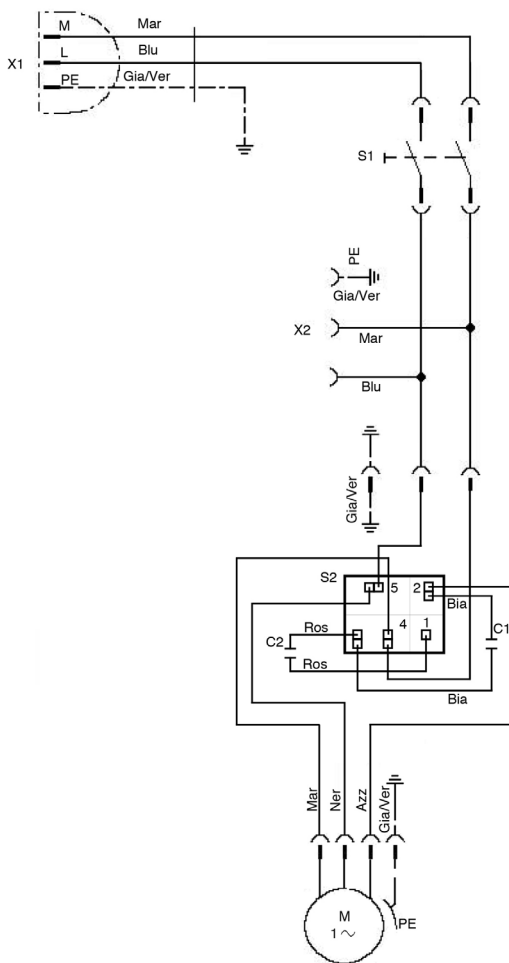 M
Mar
L
Blu
X1
PE
Gia/Ver
S1
PE
Gia/Ver
X2
Mar
Blu
Gia/Ver
S2
5
2
Bia
Ros
4
1
C2
C1
Ros
Bia
Mar
Ner
Azz
Gia/Ver
M
1
PE